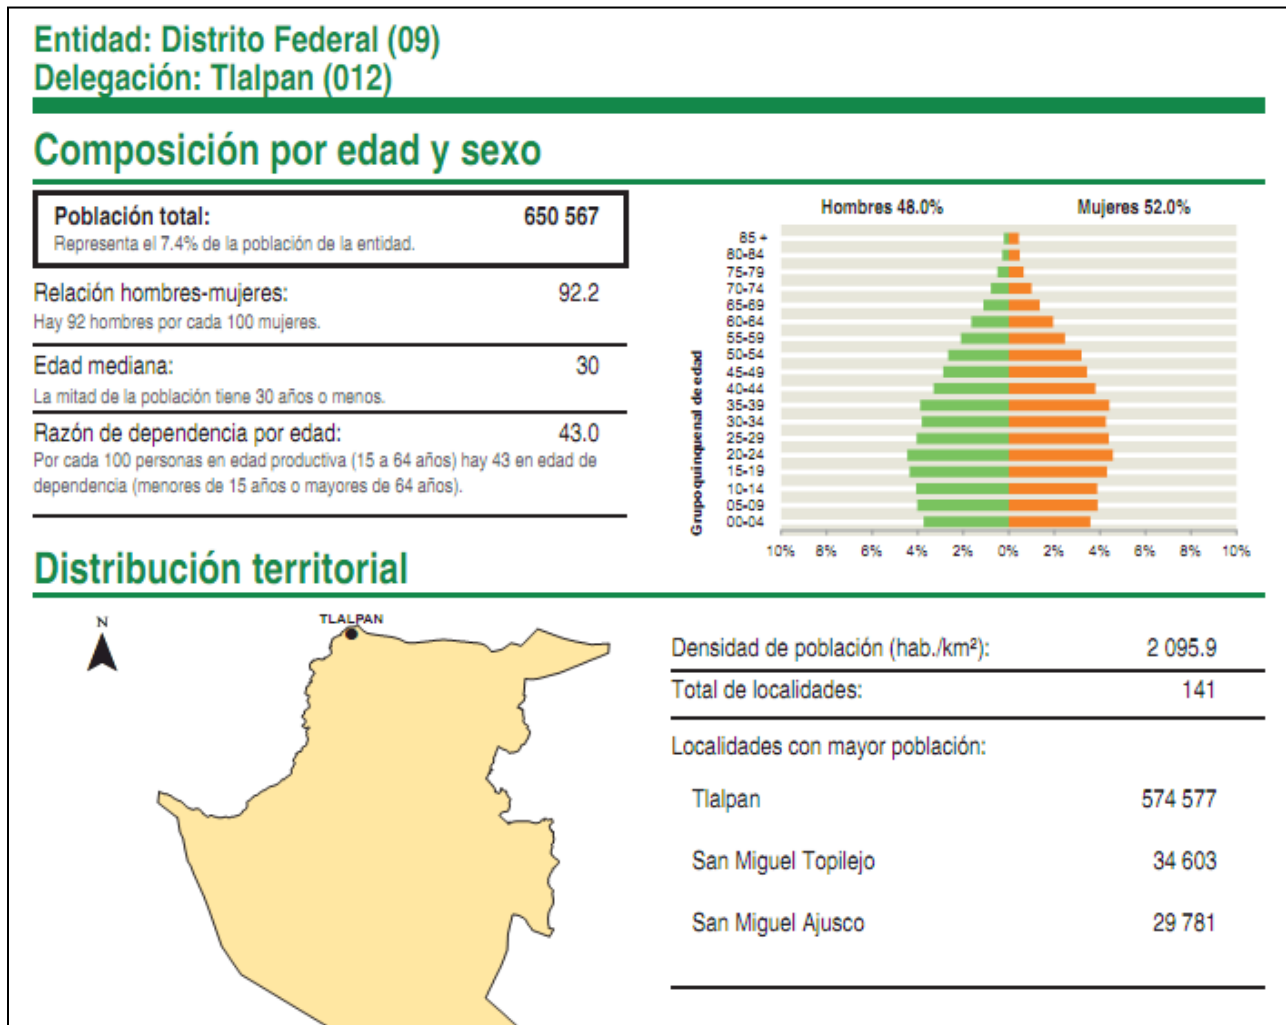 Entidad: Distrito Federal (09)
Delegación: Tlalpan (012)
Composición por edad y sexo
Población total: 650 567
Representa el 7.4% de la población de la entidad.
Relación hombres-mujeres: 92.2
Hay 92 hombres por cada 100 mujeres.
Edad mediana: 30
La mitad de la población tiene 30 años o menos.
Razón de dependencia por edad: 43.0
Por cada 100 personas en edad productiva (15 a 64 años) hay 43 en edad de
dependencia (menores de 15 años o mayores de 64 años).
Hombres 48.0% Mujeres 52.0%
Grupo quinquenal de edad
85 +
80-84
75-79
70-74
65-69
60-64
55-59
50-54
45-49
40-44
35-39
30-34
25-29
20-24
15-19
10-14
05-09
00-04
10% 8% 6% 4% 2% 0% 2% 4% 6% 8% 10%
Distribución territorial
N
TLALPAN
Densidad de población (hab./km²): 2 095.9
Total de localidades: 141
Localidades con mayor población:
Tlalpan 574 577
San Miguel Topilejo 34 603
San Miguel Ajusco 29 781